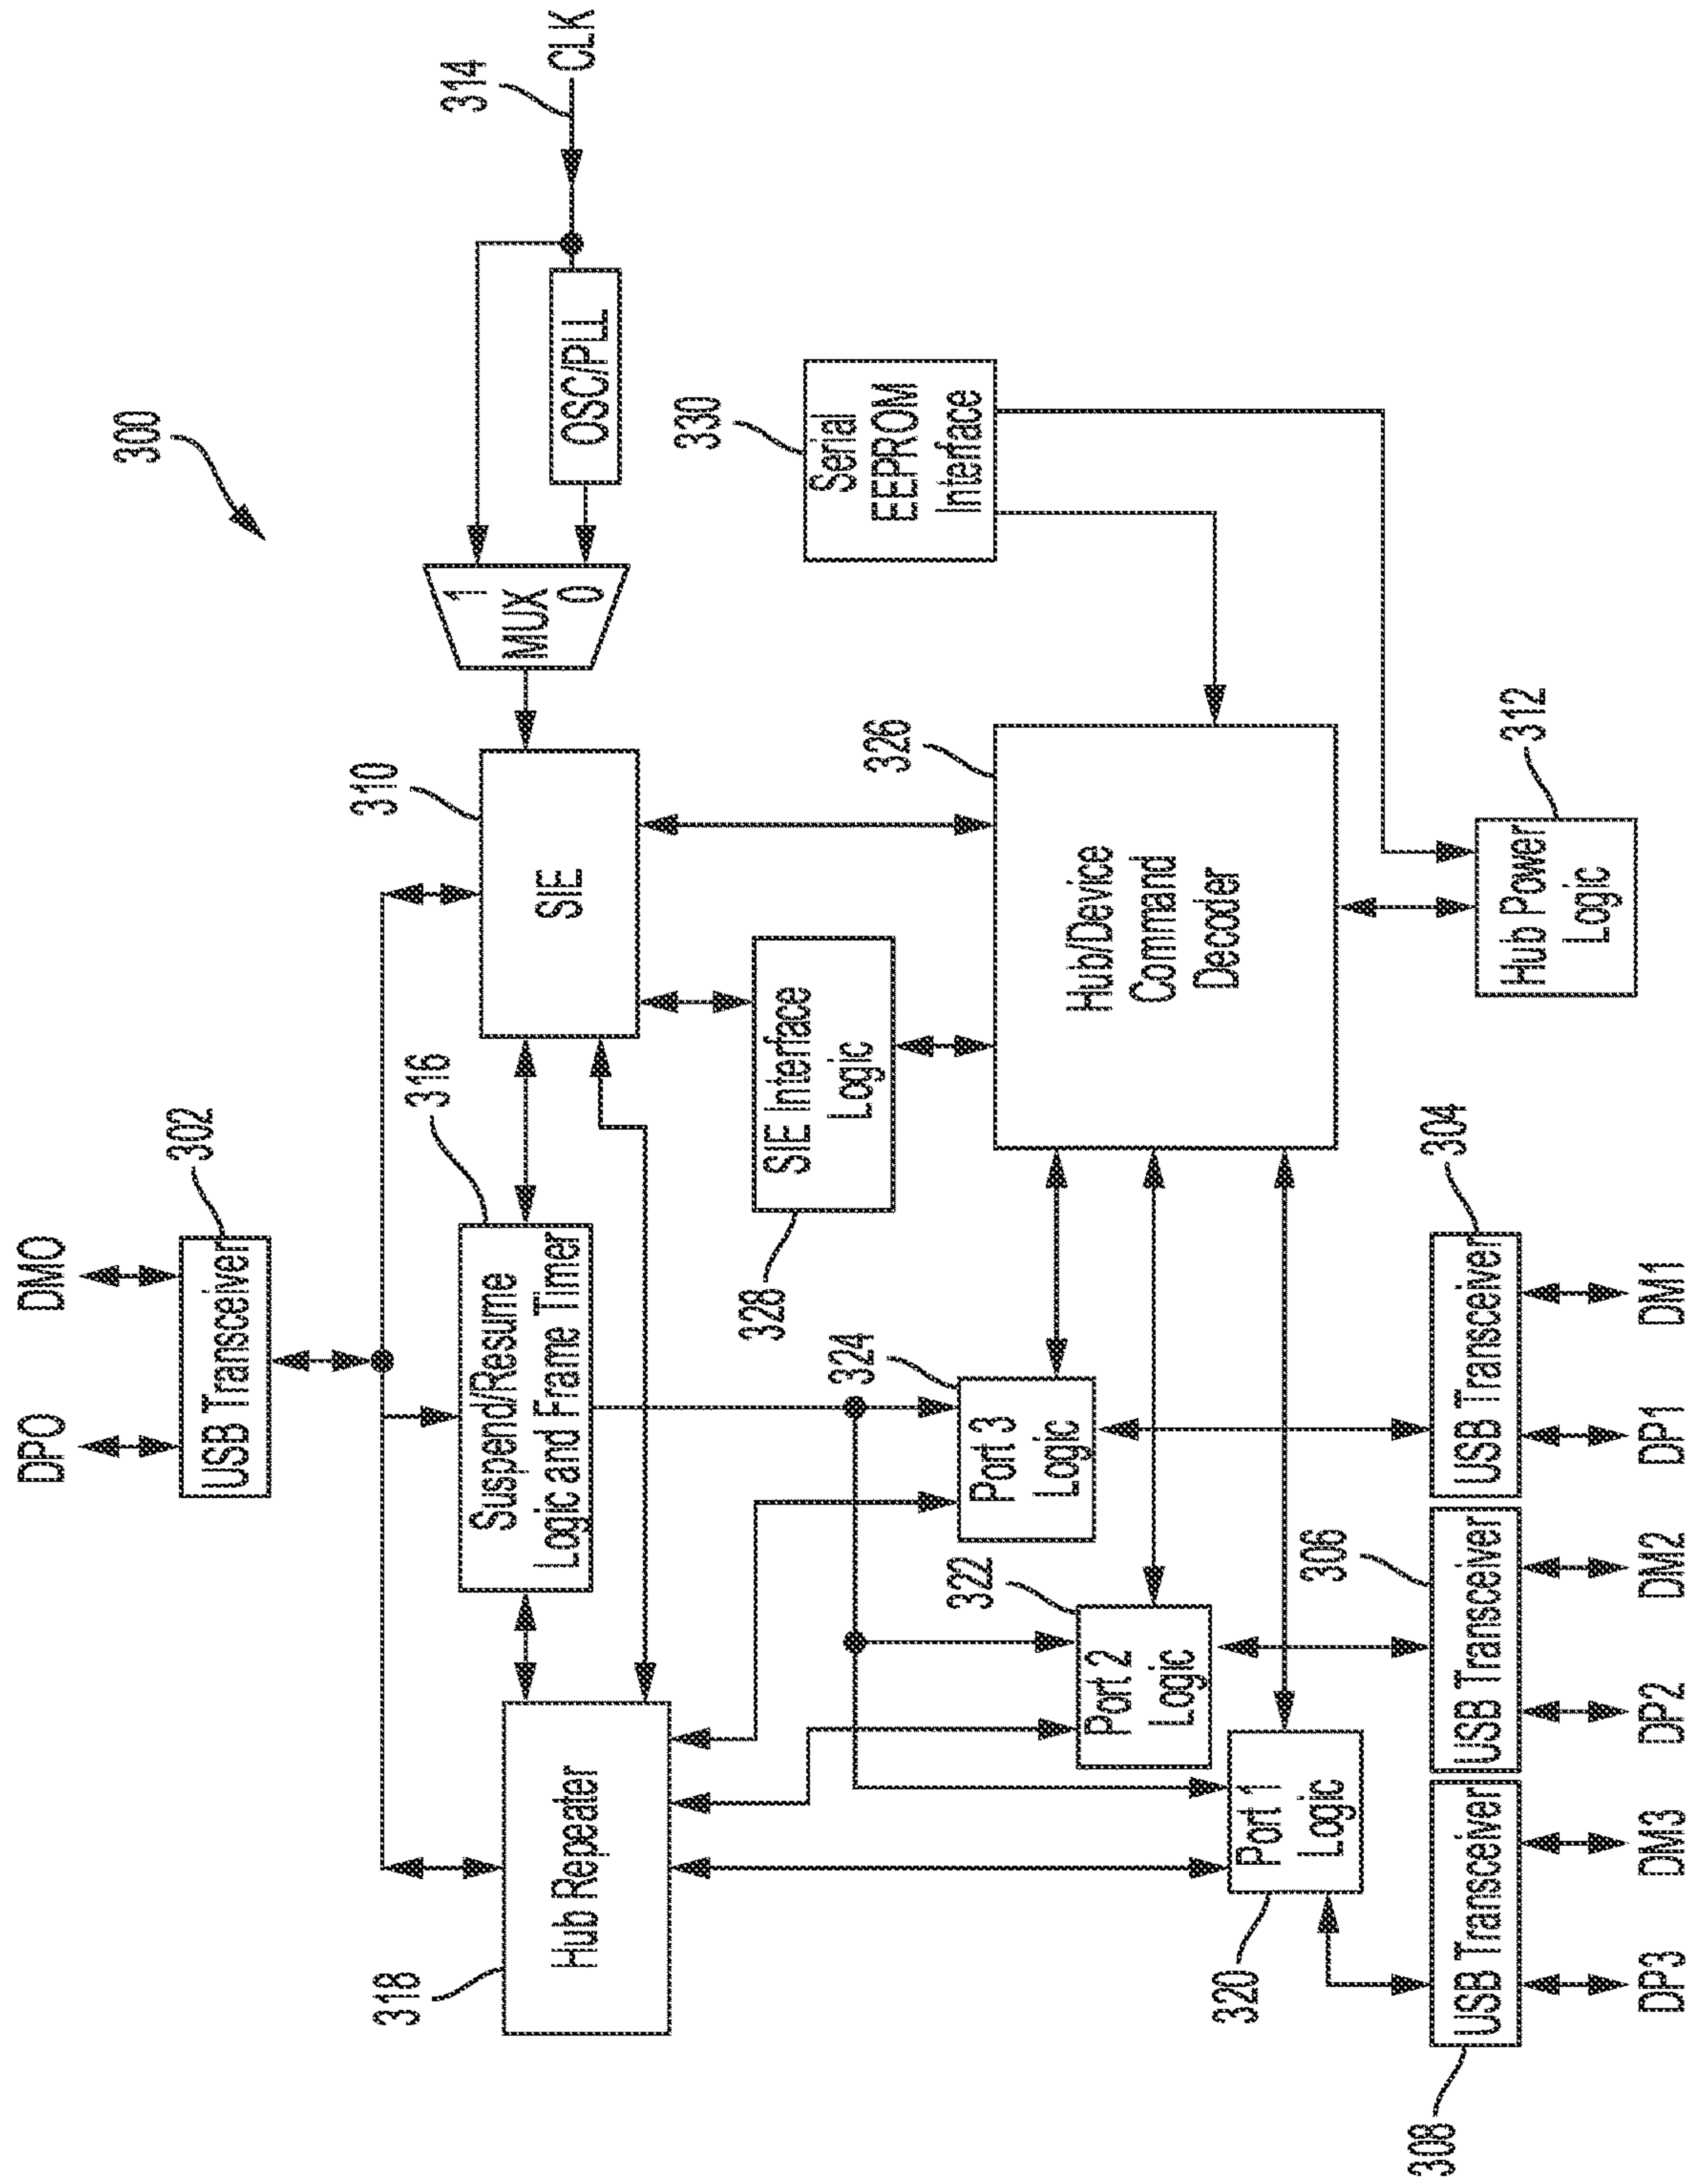 300
DPO
DMO
302
USB Transceiver
314
CLK
OSC/PLL
1
MUX
0
310
SIE
316
Suspend/Resume
Logic and Frame Timer
318
Hub Repeater
328
SIE Interface
Logic
330
Serial
EEPROM
Interface
326
Hub/Device
Command
Decoder
324
Port 3
Logic
322
Port 2
Logic
320
Port 1
Logic
312
Hub Power
Logic
308
USB Transceiver
306
USB Transceiver
304
USB Transceiver
DP3
DM3
DP2
DM2
DP1
DM1